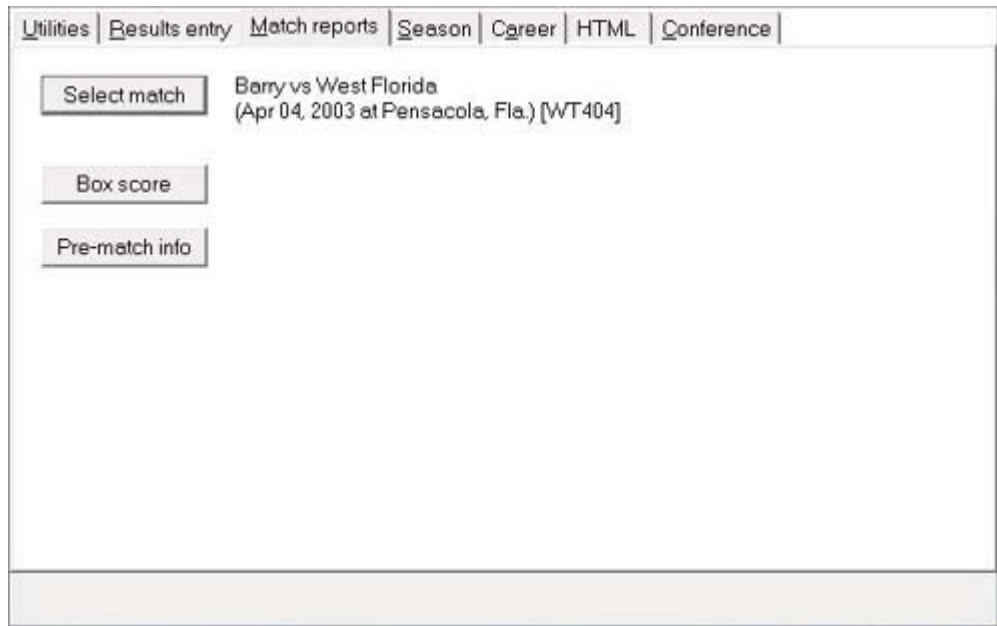 Utilities Results entry Match reports Season Career HTML Conference
Select match
Barry vs West Florida
(Apr 04, 2003 at Pensacola, Fla.) [WT404]
Box score
Pre-match info